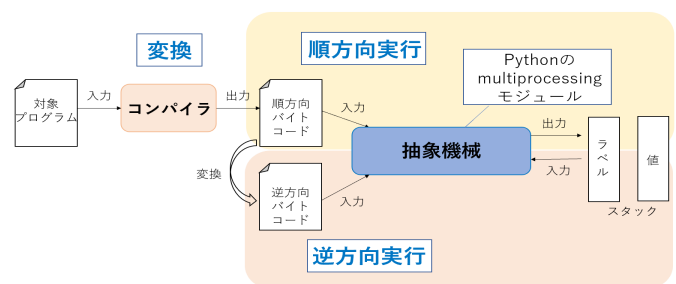 変換
順方向実行
Pythonの
multiprocessing
モジュール
対象
プログラム
入力
コンパイラ
出力
順方向
バイト
コード
入力
抽象機械
出力
入力
ラベル
値
スタック
変換
逆方向
バイト
コード
入力
逆方向実行